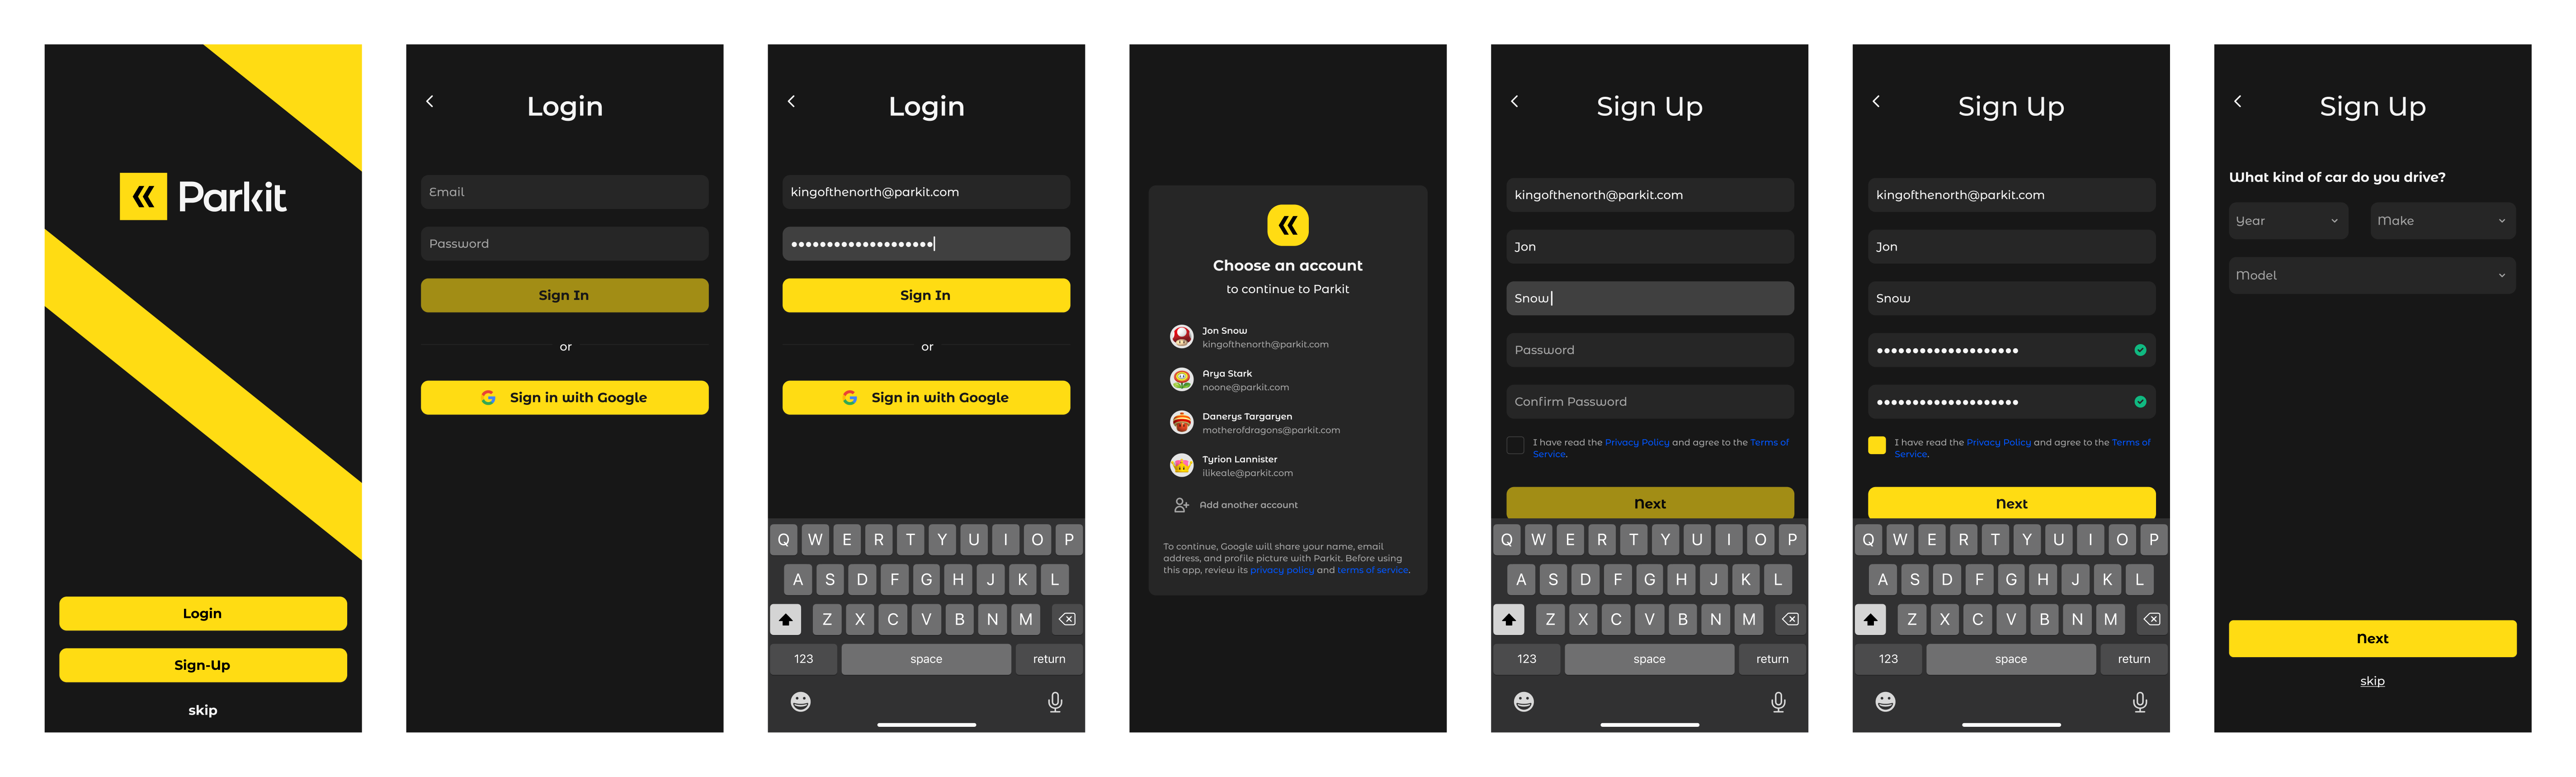 Parkit
Login
Sign-Up
skip
Login
Email
Password
Sign In
or
Sign in with Google
Login
kingofthenorth@parkit.com
••••••••••••••••••••
Sign In
or
Sign in with Google
Q W E R T Y U I O P
A S D F G H J K L
Z X C V B N M
123 space return
Choose an account
to continue to Parkit
Jon Snow
kingofthenorth@parkit.com
Arya Stark
noone@parkit.com
Danerys Targaryen
motherofdragons@parkit.com
Tyrion Lannister
ilikeale@parkit.com
Add another account
To continue, Google will share your name, email
address, and profile picture with Parkit. Before using
this app, review its privacy policy and terms of service.
Sign Up
kingofthenorth@parkit.com
Jon
Snow
Password
Confirm Password
I have read the Privacy Policy and agree to the Terms of
Service.
Next
Q W E R T Y U I O P
A S D F G H J K L
Z X C V B N M
123 space return
Sign Up
kingofthenorth@parkit.com
Jon
Snow
••••••••••••••••••••
••••••••••••••••••••
I have read the Privacy Policy and agree to the Terms of
Service.
Next
Q W E R T Y U I O P
A S D F G H J K L
Z X C V B N M
123 space return
Sign Up
What kind of car do you drive?
Year Make
Model
Next
skip